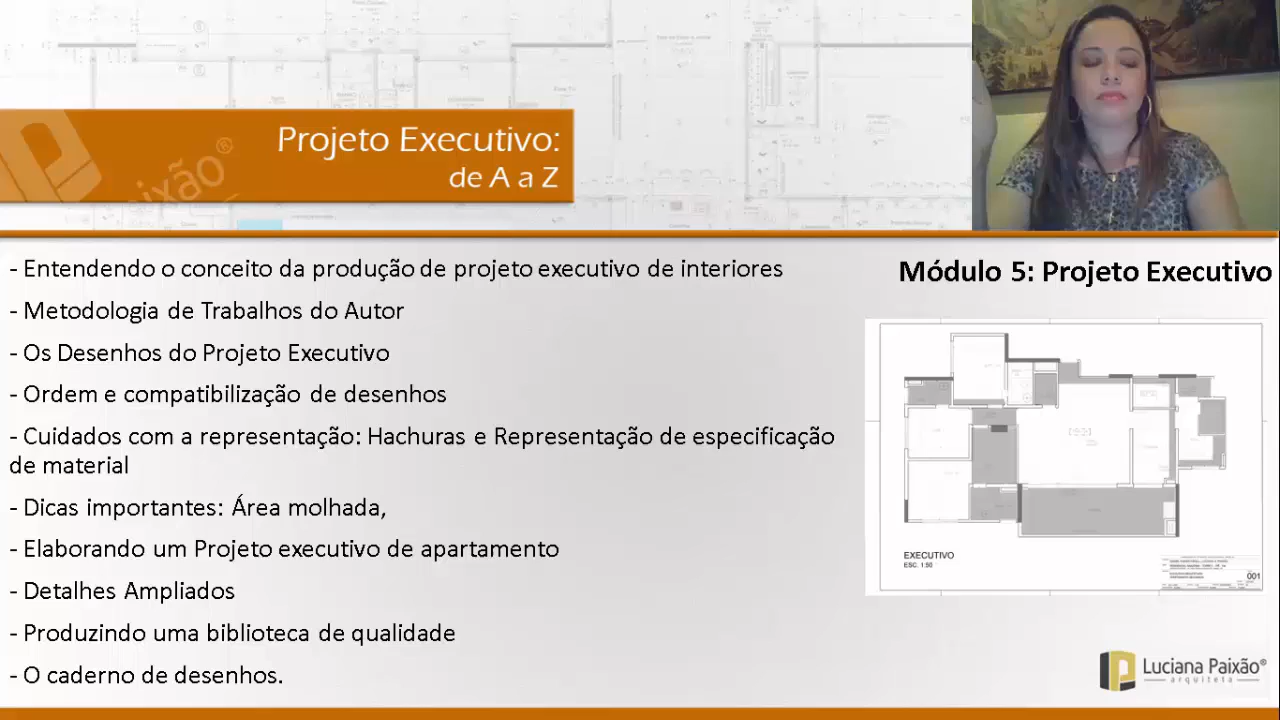 Projeto Executivo:
de A a Z
aixão®
- Entendendo o conceito da produção de projeto executivo de interiores
- Metodologia de Trabalhos do Autor
- Os Desenhos do Projeto Executivo
- Ordem e compatibilização de desenhos
- Cuidados com a representação: Hachuras e Representação de especificação
de material
- Dicas importantes: Área molhada,
- Elaborando um Projeto executivo de apartamento
- Detalhes Ampliados
- Produzindo uma biblioteca de qualidade
- O caderno de desenhos.
Módulo 5: Projeto Executivo
EXECUTIVO
ESC. 1:50
001
Luciana Paixão®
arquiteta